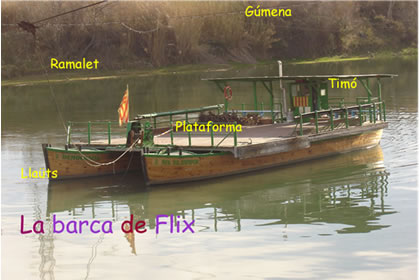 Gúmena
Ramalet
Timó
Plataforma
Llaüts
La barca de Flix